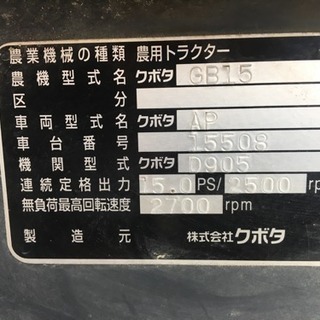 農業機械の種類 農用トラクター
農機型式名 クボタ GB15
区分
車両型式名 クボタ AP
車台番号 15508
機関型式 クボタ D905
連続定格出力 15.0 PS/2500 rp
無負荷最高回転速度 2700 rpm
製造元 株式会社クボタ